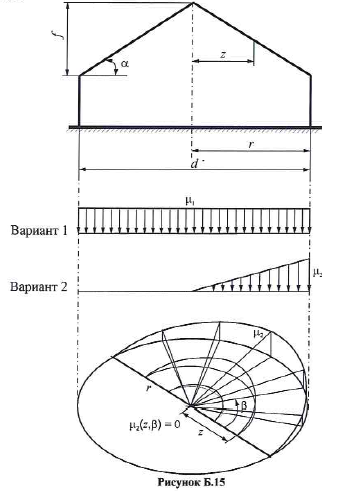 f
α
z
r
d
μ₁
Вариант 1
Вариант 2
μ₂
μ₂
r
β
μ₂(z,β) = 0
z
Рисунок Б.15